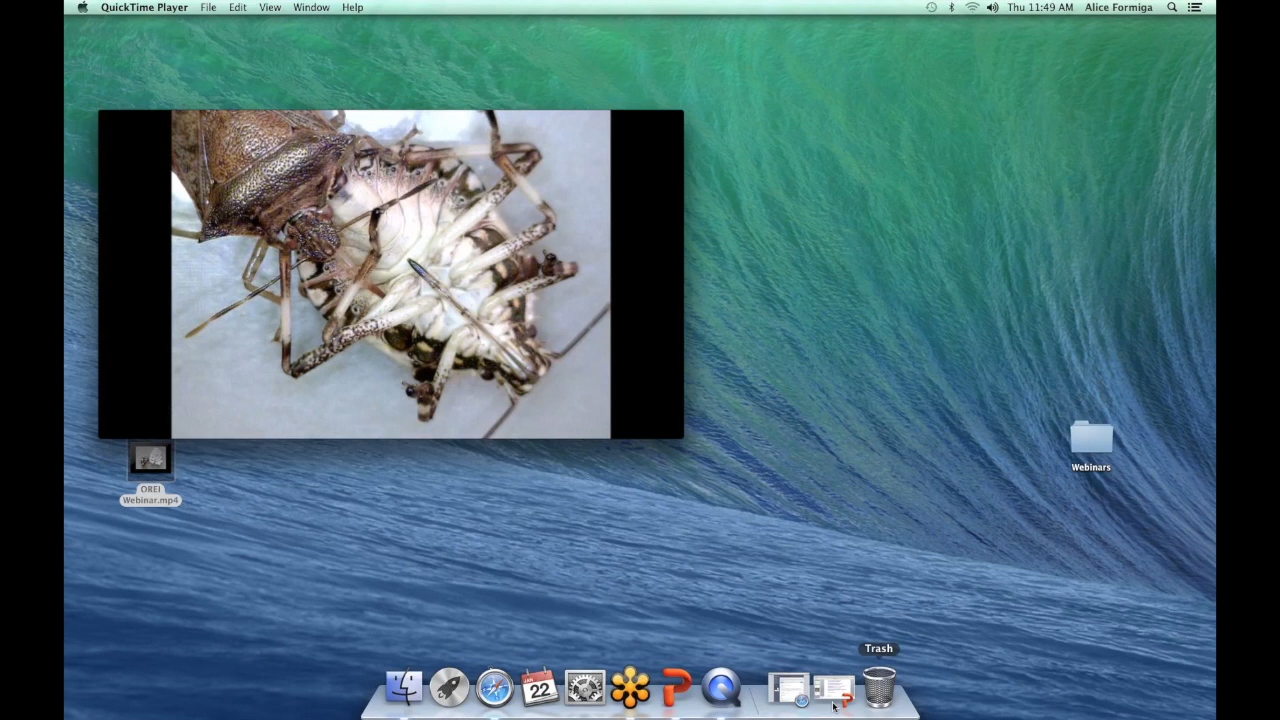 QuickTime Player File Edit View Window Help Thu 11:49 AM Alice Formiga
Webinars
OREI
Webinar.mp4
Trash
JAN
22